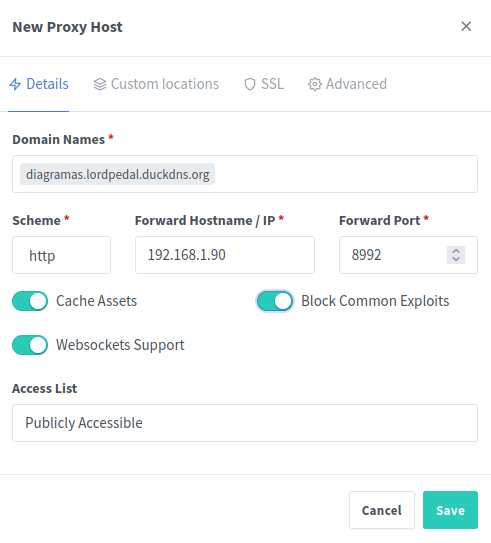 New Proxy Host
Details Custom locations SSL Advanced
Domain Names *
diagramas.lordpedal.duckdns.org
Scheme * Forward Hostname / IP * Forward Port *
http 192.168.1.90 8992
Cache Assets Block Common Exploits
Websockets Support
Access List
Publicly Accessible
Cancel Save